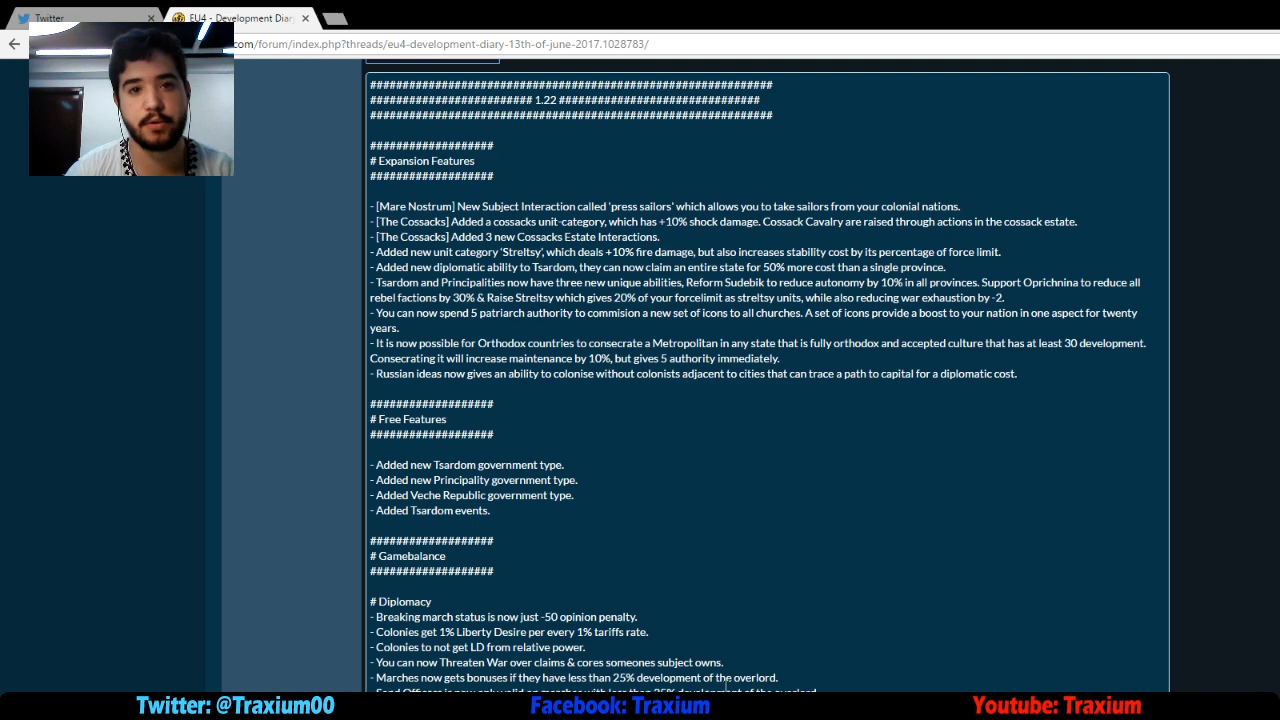 Twitter
EU4 - Development Diar
com/forum/index.php?threads/eu4-development-diary-13th-of-june-2017.1028783/
##############################################################
######################### 1.22 ###############################
##############################################################
###################
# Expansion Features
###################
- [Mare Nostrum] New Subject Interaction called 'press sailors' which allows you to take sailors from your colonial nations.
- [The Cossacks] Added a cossacks unit-category, which has +10% shock damage. Cossack Cavalry are raised through actions in the cossack estate.
- [The Cossacks] Added 3 new Cossacks Estate Interactions.
- Added new unit category 'Streltsy', which deals +10% fire damage, but also increases stability cost by its percentage of force limit.
- Added new diplomatic ability to Tsardom, they can now claim an entire state for 50% more cost than a single province.
- Tsardom and Principalities now have three new unique abilities, Reform Sudebik to reduce autonomy by 10% in all provinces. Support Oprichnina to reduce all
rebel factions by 30% & Raise Streltsy which gives 20% of your forcelimit as streltsy units, while also reducing war exhaustion by -2.
- You can now spend 5 patriarch authority to commision a new set of icons to all churches. A set of icons provide a boost to your nation in one aspect for twenty
years.
- It is now possible for Orthodox countries to consecrate a Metropolitan in any state that is fully orthodox and accepted culture that has at least 30 development.
Consecrating it will increase maintenance by 10%, but gives 5 authority immediately.
- Russian ideas now gives an ability to colonise without colonists adjacent to cities that can trace a path to capital for a diplomatic cost.
###################
# Free Features
###################
- Added new Tsardom government type.
- Added new Principality government type.
- Added Veche Republic government type.
- Added Tsardom events.
###################
# Gamebalance
###################
# Diplomacy
- Breaking march status is now just -50 opinion penalty.
- Colonies get 1% Liberty Desire per every 1% tariffs rate.
- Colonies to not get LD from relative power.
- You can now Threaten War over claims & cores someones subject owns.
- Marches now gets bonuses if they have less than 25% development of the overlord.
Twitter: @Traxium00
Facebook: Traxium
Youtube: Traxium